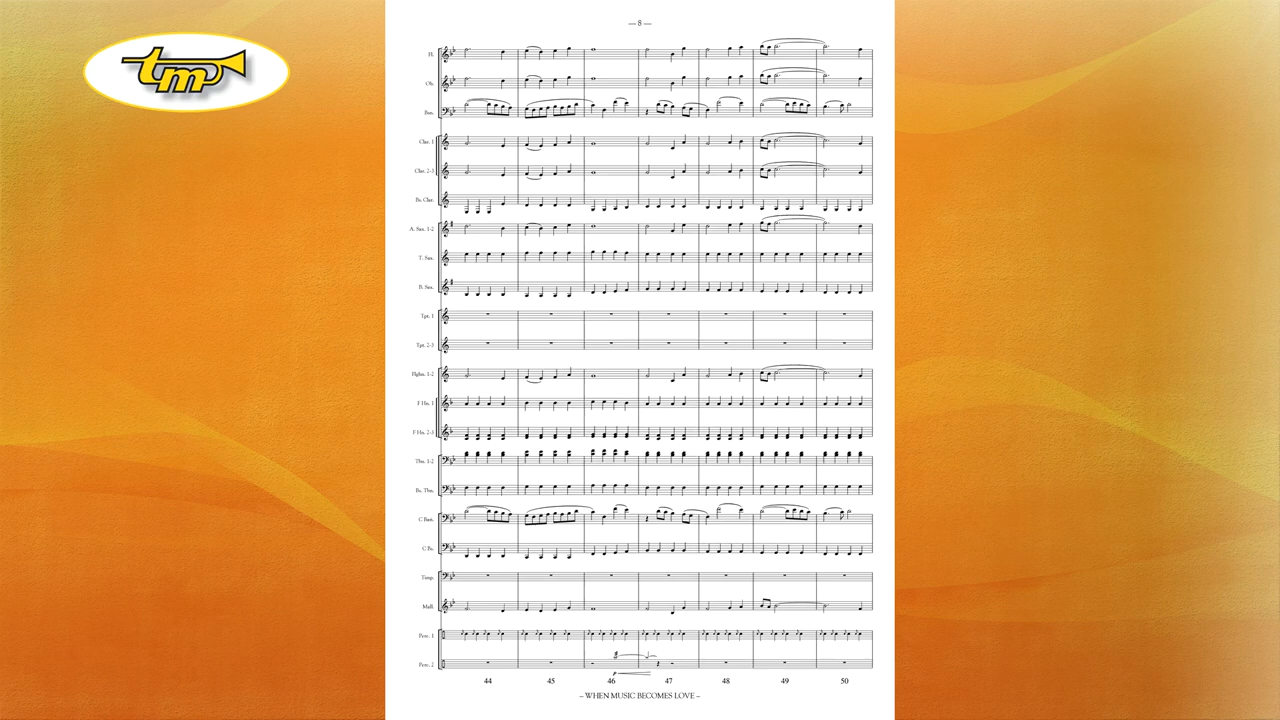 tm
— 8 —
Fl.
Ob.
Bsn.
Clar. 1
Clar. 2-3
Bs. Clar.
A. Sax. 1-2
T. Sax.
B. Sax.
Tpt. 1
Tpt. 2-3
Flghn. 1-2
F Hn. 1
F Hn. 2-3
Tbn. 1-2
Bs. Tbn.
C Bari.
C Bs.
Timp.
Mall.
Perc. 1
Perc. 2
p
44 45 46 47 48 49 50
– WHEN MUSIC BECOMES LOVE –